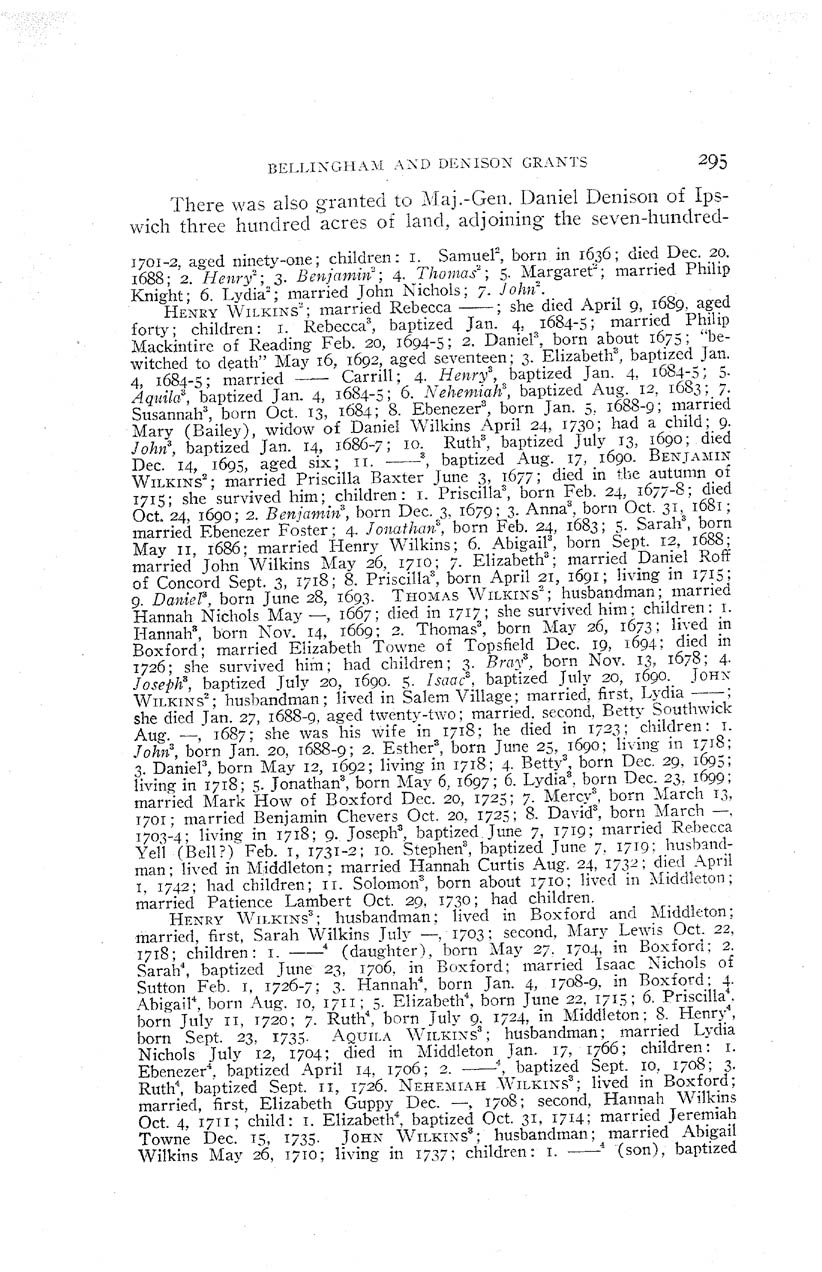 BELLINGHAM AND DENISON GRANTS 295
There was also granted to Maj.-Gen. Daniel Denison of Ips-
wich three hundred acres of land, adjoining the seven-hundred-
1701-2, aged ninety-one; children: 1. Samuel², born in 1636; died Dec. 20.
1688; 2. Henry²; 3. Benjamin²; 4. Thomas²; 5. Margaret²; married Philip
Knight; 6. Lydia²; married John Nichols; 7. John².
HENRY WILKINS²; married Rebecca ——; she died April 9, 1689, aged
forty; children: 1. Rebecca³, baptized Jan. 4, 1684-5; married Philip
Mackintire of Reading Feb. 20, 1694-5; 2. Daniel³, born about 1675; "be-
witched to death" May 16, 1692, aged seventeen; 3. Elizabeth³, baptized Jan.
4, 1684-5; married —— Carrill; 4. Henry³, baptized Jan. 4, 1684-5; 5.
Aquila³, baptized Jan. 4, 1684-5; 6. Nehemiah³, baptized Aug. 12, 1683; 7.
Susannah³, born Oct. 13, 1684; 8. Ebenezer³, born Jan. 5, 1688-9; married
Mary (Bailey), widow of Daniel Wilkins April 24, 1730; had a child; 9.
John³, baptized Jan. 14, 1686-7; 10. Ruth³, baptized July 13, 1690; died
Dec. 14, 1695, aged six; 11. ——³, baptized Aug. 17, 1690. BENJAMIN
WILKINS²; married Priscilla Baxter June 3, 1677; died in the autumn of
1715; she survived him; children: 1. Priscilla³, born Feb. 24, 1677-8; died
Oct. 24, 1690; 2. Benjamin³, born Dec. 3, 1679; 3. Anna³, born Oct. 31, 1681;
married Ebenezer Foster; 4. Jonathan³, born Feb. 24, 1683; 5. Sarah³, born
May 11, 1686; married Henry Wilkins; 6. Abigail³, born Sept. 12, 1688;
married John Wilkins May 26, 1710; 7. Elizabeth³; married Daniel Roff
of Concord Sept. 3, 1718; 8. Priscilla³, born April 21, 1691; living in 1715;
9. Daniel³, born June 28, 1693. THOMAS WILKINS²; husbandman; married
Hannah Nichols May —, 1667; died in 1717; she survived him; children: 1.
Hannah³, born Nov. 14, 1669; 2. Thomas³, born May 26, 1673; lived in
Boxford; married Elizabeth Towne of Topsfield Dec. 19, 1694; died in
1726; she survived him; had children; 3. Bray³, born Nov. 13, 1678; 4.
Joseph³, baptized July 20, 1690. 5. Isaac³, baptized July 20, 1690. JOHN
WILKINS²; husbandman; lived in Salem Village; married, first, Lydia ——;
she died Jan. 27, 1688-9, aged twenty-two; married, second, Betty Southwick
Aug. —, 1687; she was his wife in 1718; he died in 1723; children: 1.
John³, born Jan. 20, 1688-9; 2. Esther³, born June 25, 1690; living in 1718;
3. Daniel³, born May 12, 1692; living in 1718; 4. Betty³, born Dec. 29, 1695;
living in 1718; 5. Jonathan³, born May 6, 1697; 6. Lydia³, born Dec. 23, 1699;
married Mark How of Boxford Dec. 20, 1725; 7. Mercy³, born March 13,
1701; married Benjamin Chevers Oct. 20, 1725; 8. David³, born March —,
1703-4; living in 1718; 9. Joseph³, baptized June 7, 1719; married Rebecca
Yell (Bell?) Feb. 1, 1731-2; 10. Stephen³, baptized June 7, 1719; husband-
man; lived in Middleton; married Hannah Curtis Aug. 24, 1732; died April
1, 1742; had children; 11. Solomon³, born about 1710; lived in Middleton;
married Patience Lambert Oct. 29, 1730; had children.
HENRY WILKINS³; husbandman; lived in Boxford and Middleton;
married, first, Sarah Wilkins July —, 1703; second, Mary Lewis Oct. 22,
1718; children: 1. ——⁴ (daughter), born May 27, 1704, in Boxford; 2.
Sarah⁴, baptized June 23, 1706, in Boxford; married Isaac Nichols of
Sutton Feb. 1, 1726-7; 3. Hannah⁴, born Jan. 4, 1708-9, in Boxford; 4.
Abigail⁴, born Aug. 10, 1711; 5. Elizabeth⁴, born June 22, 1715; 6. Priscilla⁴,
born July 11, 1720; 7. Ruth⁴, born July 9, 1724, in Middleton; 8. Henry⁴,
born Sept. 23, 1735. AQUILA WILKINS³; husbandman; married Lydia
Nichols July 12, 1704; died in Middleton Jan. 17, 1766; children: 1.
Ebenezer⁴, baptized April 14, 1706; 2. ——⁴, baptized Sept. 10, 1708; 3.
Ruth⁴, baptized Sept. 11, 1726. NEHEMIAH WILKINS³; lived in Boxford;
married, first, Elizabeth Guppy Dec. —, 1708; second, Hannah Wilkins
Oct. 4, 1711; child: 1. Elizabeth⁴, baptized Oct. 31, 1714; married Jeremiah
Towne Dec. 15, 1735. JOHN WILKINS³; husbandman; married Abigail
Wilkins May 26, 1710; living in 1737; children: 1. ——⁴ (son), baptized